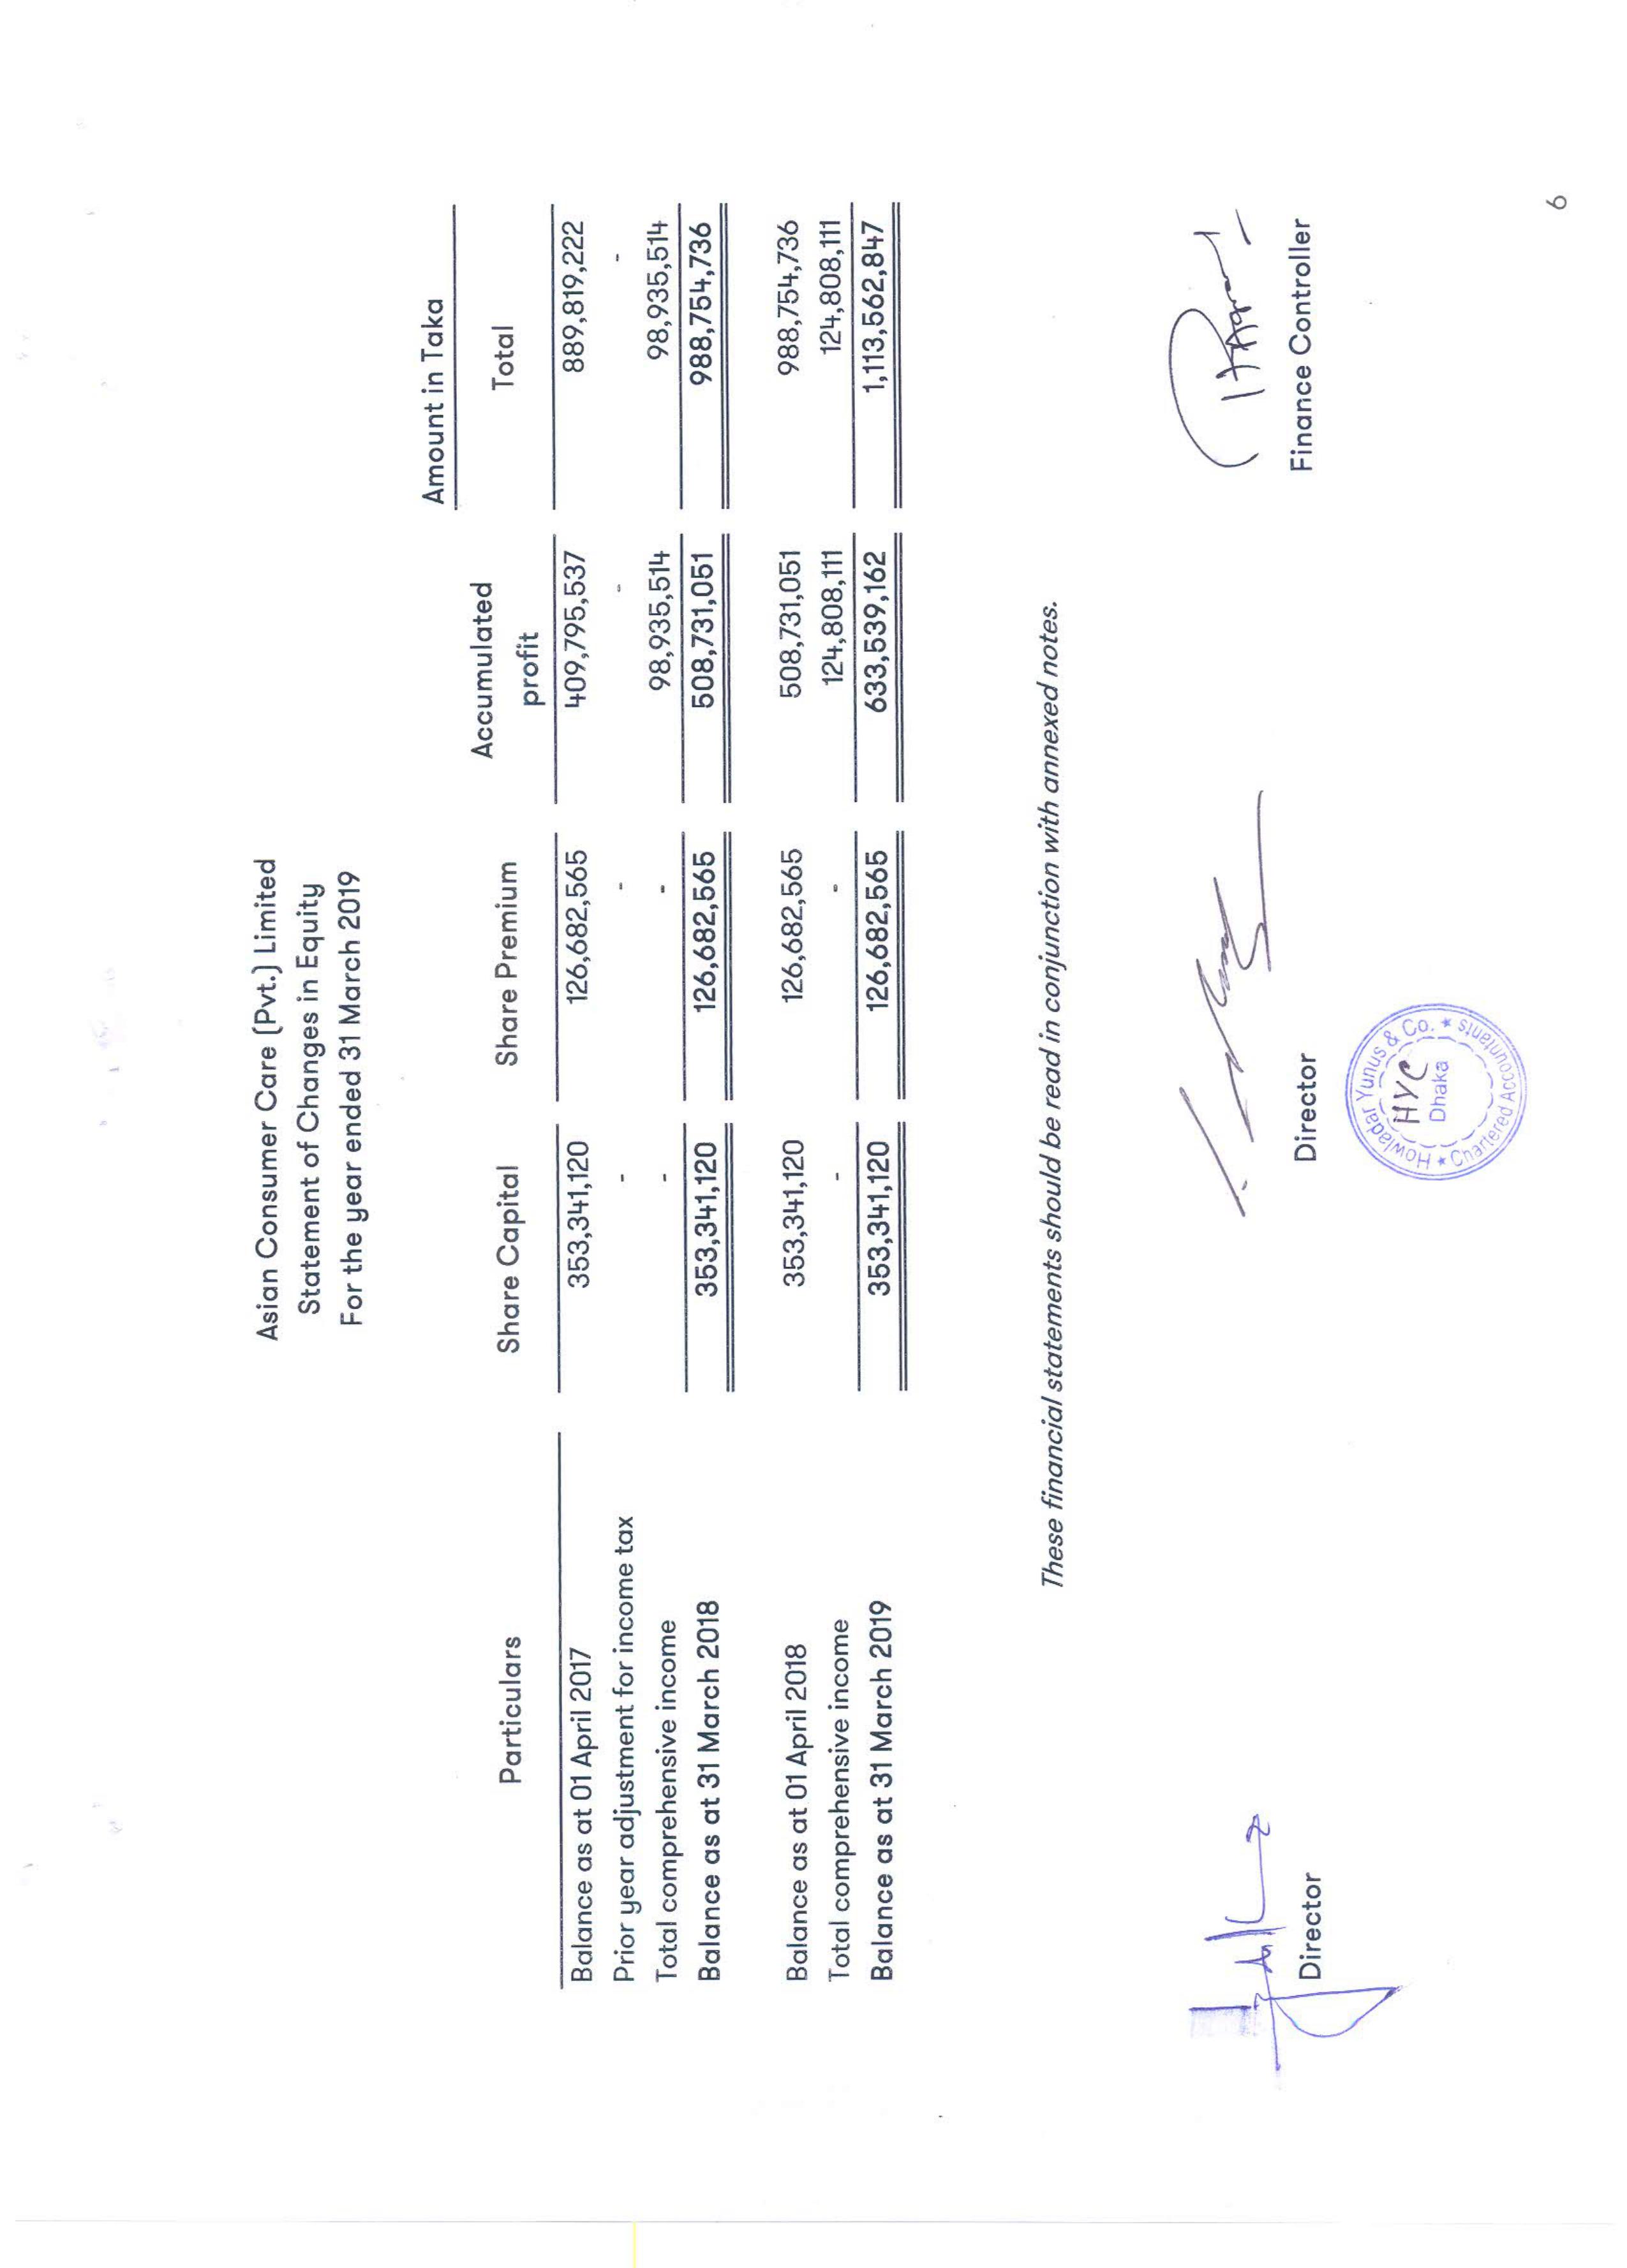 Asian Consumer Care (Pvt.) Limited
Statement of Changes in Equity
For the year ended 31 March 2019
Amount in Taka
Particulars Share Capital Share Premium Accumulated profit Total
Balance as at 01 April 2017 353,341,120 126,682,565 409,795,537 889,819,222
Prior year adjustment for income tax - - - -
Total comprehensive income - - 98,935,514 98,935,514
Balance as at 31 March 2018 353,341,120 126,682,565 508,731,051 988,754,736
Balance as at 01 April 2018 353,341,120 126,682,565 508,731,051 988,754,736
Total comprehensive income - - 124,808,111 124,808,111
Balance as at 31 March 2019 353,341,120 126,682,565 633,539,162 1,113,562,847
These financial statements should be read in conjunction with annexed notes.
Director Director Finance Controller
Howladar Yunus & Co. * Chartered Accountants *
HYC
Dhaka
6